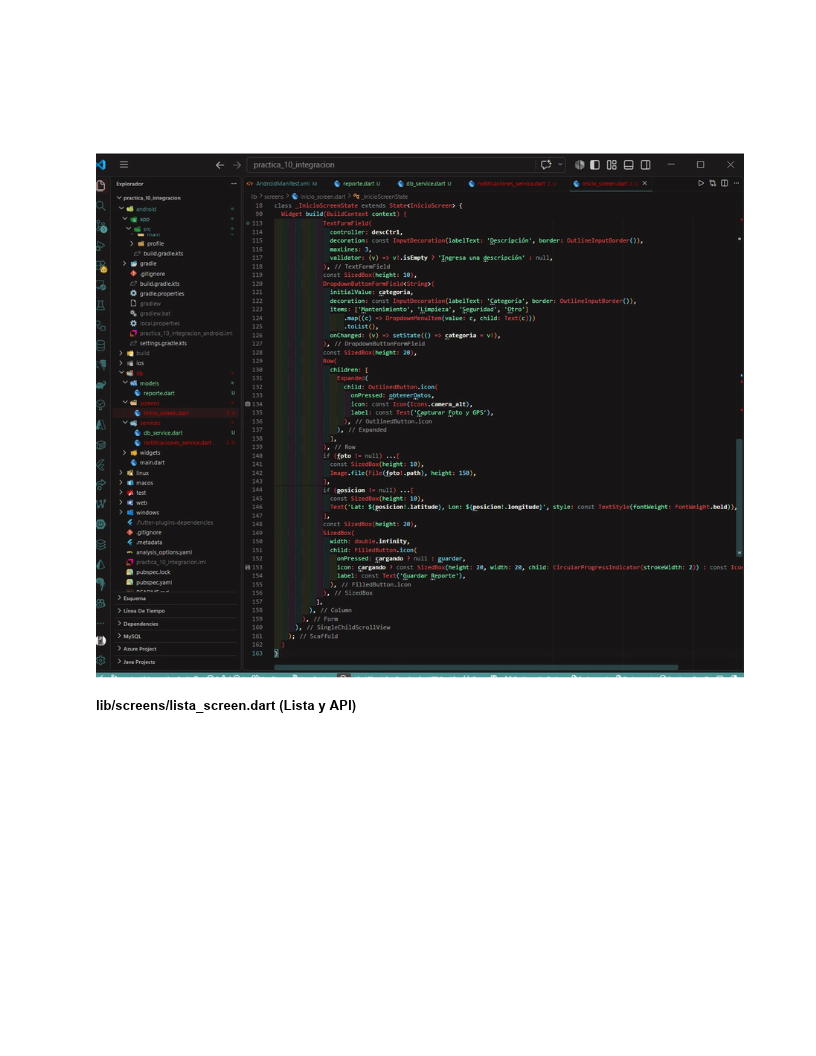 practica_10_integracion
Explorador
AndroidManifest.xml M
reporte.dart U
db_service.dart U
notificaciones_service.dart 2, U
inicio_screen.dart 2, U
lib > screens > inicio_screen.dart > _InicioScreenState
practica_10_integracion
android
app
src
main
profile
build.gradle.kts
gradle
.gitignore
build.gradle.kts
gradle.properties
gradlew
gradlew.bat
local.properties
practica_10_integracion_android.iml
settings.gradle.kts
build
ios
lib
models
reporte.dart U
screens
inicio_screen.dart
services
db_service.dart U
notificaciones_service.dart
widgets
main.dart
linux
macos
test
web
windows
.flutter-plugins-dependencies
.gitignore
.metadata
analysis_options.yaml
practica_10_integracion.iml
pubspec.lock
pubspec.yaml
Esquema
Línea De Tiempo
Dependencies
MySQL
Azure Project
Java Projects
18 class _InicioScreenState extends State<InicioScreen> {
90 Widget build(BuildContext context) {
113 TextFormField(
114 controller: descCtrl,
115 decoration: const InputDecoration(labelText: 'Descripción', border: OutlineInputBorder()),
116 maxLines: 3,
117 validator: (v) => v!.isEmpty ? 'Ingresa una descripción' : null,
118 ), // TextFormField
119 const SizedBox(height: 10),
120 DropdownButtonFormField<String>(
121 initialValue: categoria,
122 decoration: const InputDecoration(labelText: 'Categoría', border: OutlineInputBorder()),
123 items: ['Mantenimiento', 'Limpieza', 'Seguridad', 'Otro']
124 .map((c) => DropdownMenuItem(value: c, child: Text(c)))
125 .toList(),
126 onChanged: (v) => setState(() => categoria = v!),
127 ), // DropdownButtonFormField
128 const SizedBox(height: 20),
129 Row(
130 children: [
131 Expanded(
132 child: OutlinedButton.icon(
133 onPressed: obtenerDatos,
134 icon: const Icon(Icons.camera_alt),
135 label: const Text('Capturar Foto y GPS'),
136 ), // OutlinedButton.icon
137 ), // Expanded
138 ],
139 ), // Row
140 if (foto != null) ...[
141 const SizedBox(height: 10),
142 Image.file(File(foto!.path), height: 150),
143 ],
144 if (posicion != null) ...[
145 const SizedBox(height: 10),
146 Text('Lat: ${posicion!.latitude}, Lon: ${posicion!.longitude}', style: const TextStyle(fontWeight: FontWeight.bold)),
147 ],
148 const SizedBox(height: 20),
149 SizedBox(
150 width: double.infinity,
151 child: FilledButton.icon(
152 onPressed: cargando ? null : guardar,
153 icon: cargando ? const SizedBox(height: 20, width: 20, child: CircularProgressIndicator(strokeWidth: 2)) : const Ico
154 label: const Text('Guardar Reporte'),
155 ), // FilledButton.icon
156 ), // SizedBox
157 ],
158 ), // Column
159 ), // Form
160 ), // SingleChildScrollView
161 ); // Scaffold
162 }
163 }
lib/screens/lista_screen.dart (Lista y API)